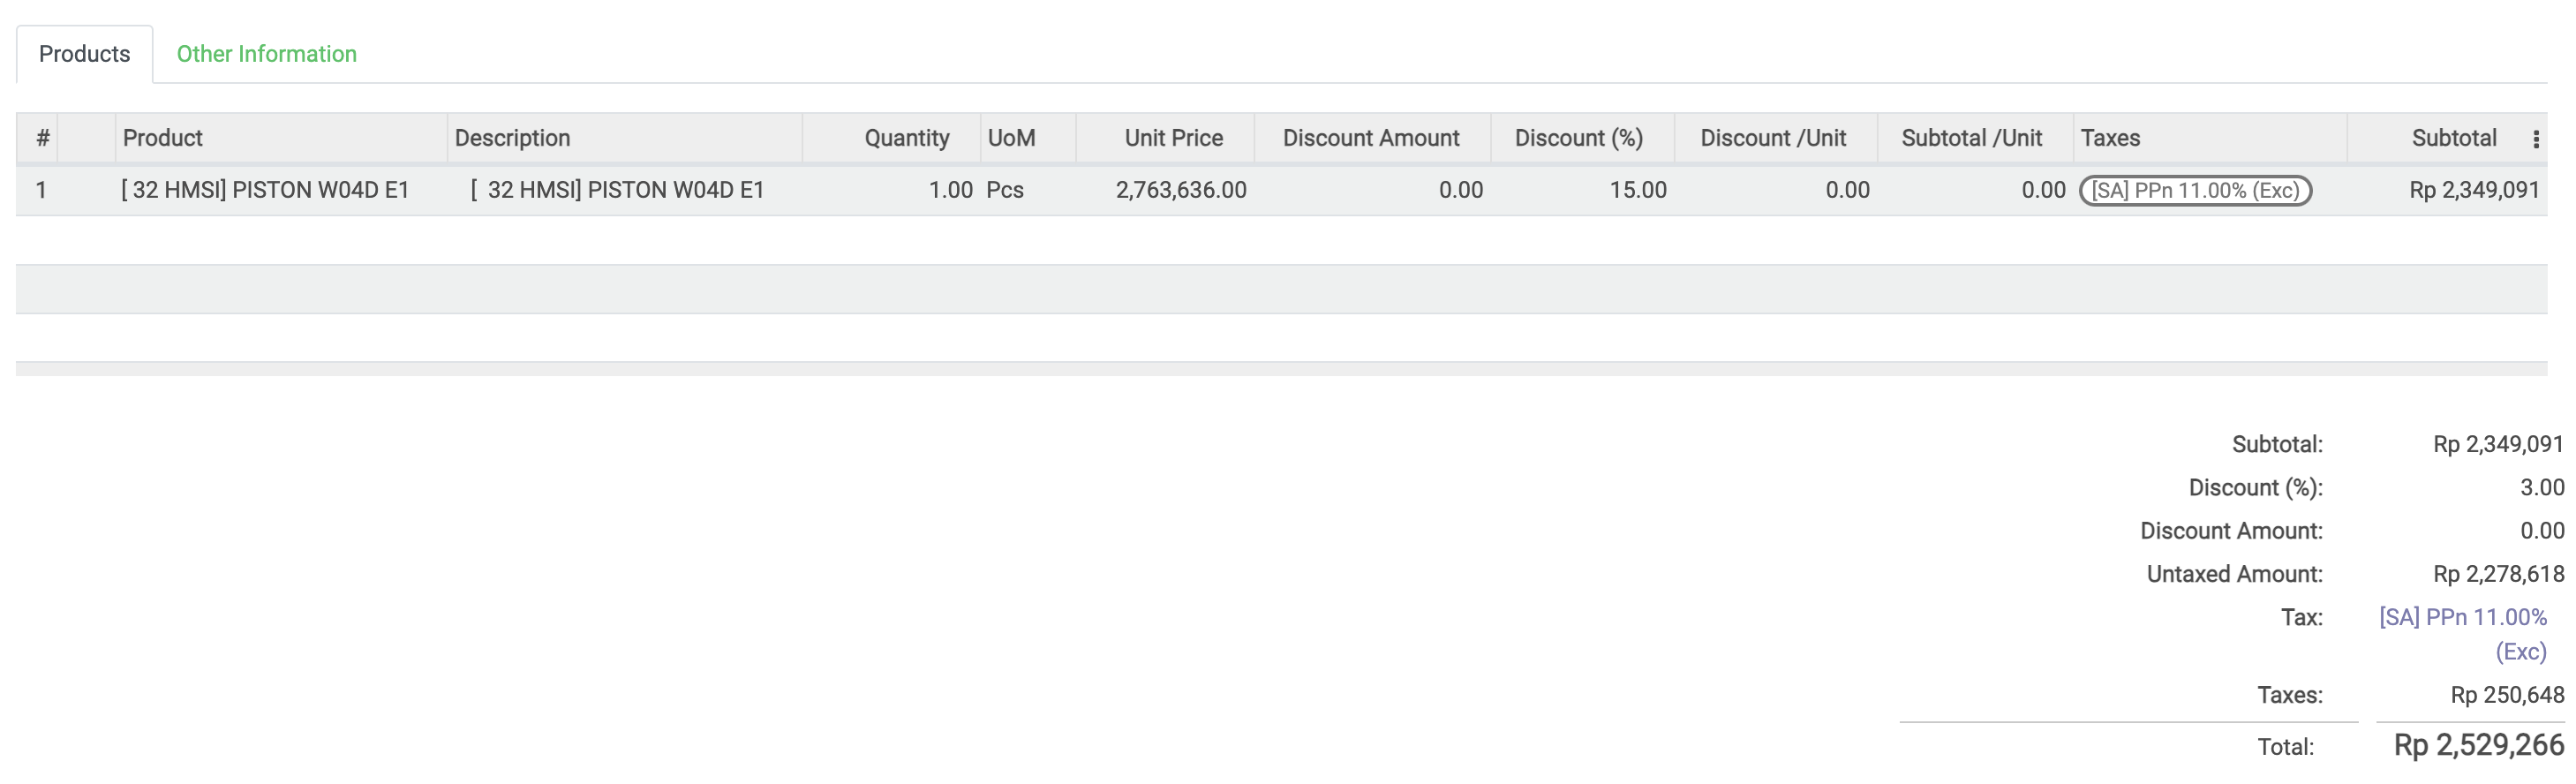 Products Other Information
# Product Description Quantity UoM Unit Price Discount Amount Discount (%) Discount /Unit Subtotal /Unit Taxes Subtotal
1 [ 32 HMSI] PISTON W04D E1 [ 32 HMSI] PISTON W04D E1 1.00 Pcs 2,763,636.00 0.00 15.00 0.00 0.00 [SA] PPn 11.00% (Exc) Rp 2,349,091
Subtotal: Rp 2,349,091
Discount (%): 3.00
Discount Amount: 0.00
Untaxed Amount: Rp 2,278,618
Tax: [SA] PPn 11.00%
(Exc)
Taxes: Rp 250,648
Total: Rp 2,529,266